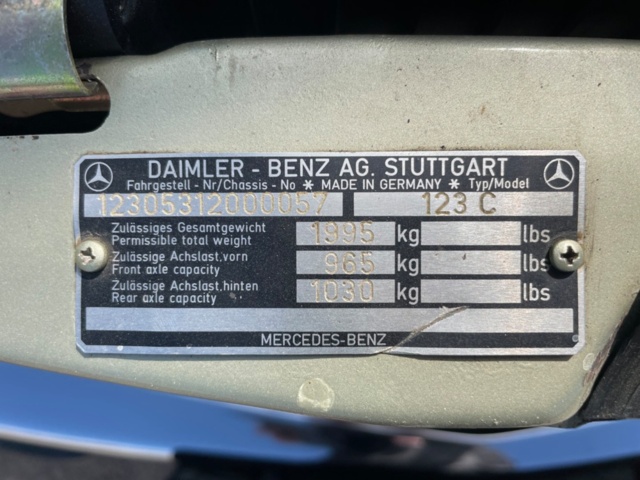 DAIMLER - BENZ AG. STUTTGART
Fahrgestell - Nr/Chassis - No * MADE IN GERMANY * Typ/Model
12305312000057 123 C
Zulässiges Gesamtgewicht
Permissible total weight 1995 kg lbs
Zulässige Achslast,vorn
Front axle capacity 965 kg lbs
Zulässige Achslast,hinten
Rear axle capacity 1030 kg lbs
MERCEDES-BENZ